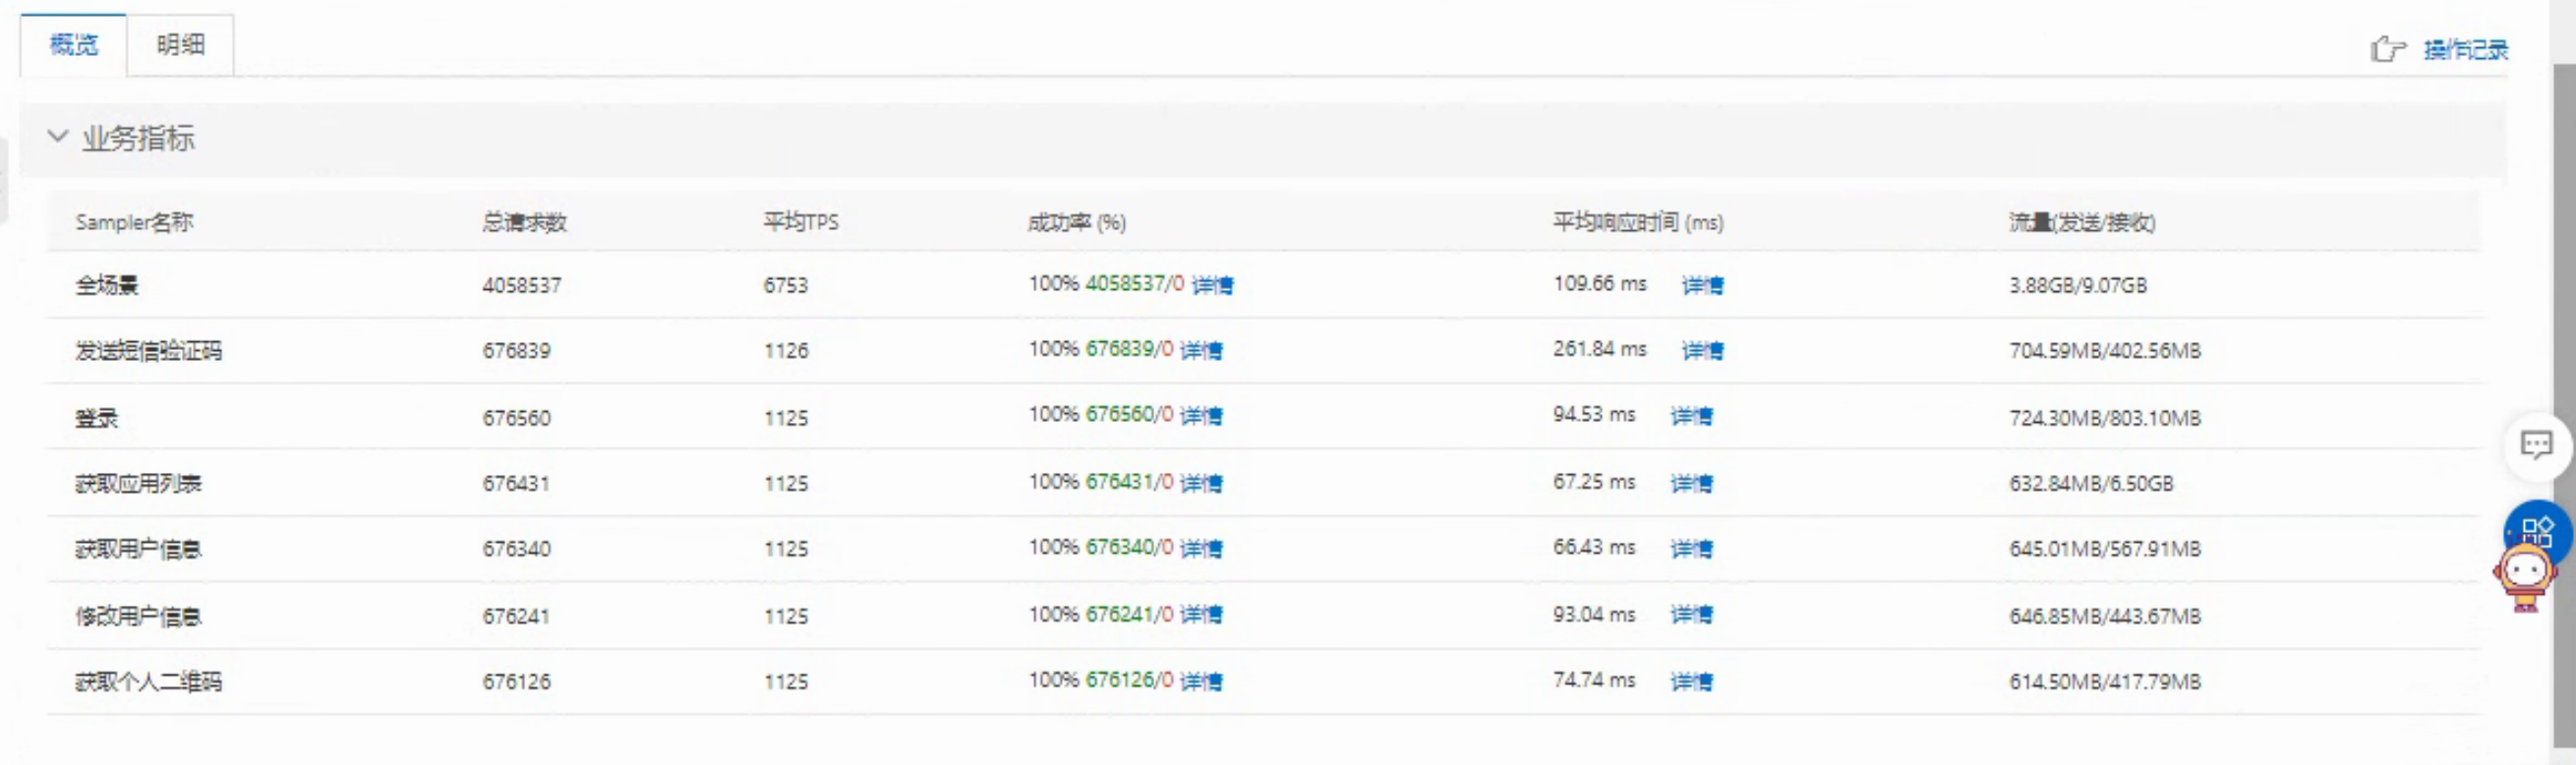 概览 明细 操作记录
业务指标
Sampler名称 总请求数 平均TPS 成功率 (%) 平均响应时间 (ms) 流量(发送/接收)
全场景 4058537 6753 100% 4058537/0 详情 109.66 ms 详情 3.88GB/9.07GB
发送短信验证码 676839 1126 100% 676839/0 详情 261.84 ms 详情 704.59MB/402.56MB
登录 676560 1125 100% 676560/0 详情 94.53 ms 详情 724.30MB/803.10MB
获取应用列表 676431 1125 100% 676431/0 详情 67.25 ms 详情 632.84MB/6.50GB
获取用户信息 676340 1125 100% 676340/0 详情 66.43 ms 详情 645.01MB/567.91MB
修改用户信息 676241 1125 100% 676241/0 详情 93.04 ms 详情 646.85MB/443.67MB
获取个人二维码 676126 1125 100% 676126/0 详情 74.74 ms 详情 614.50MB/417.79MB